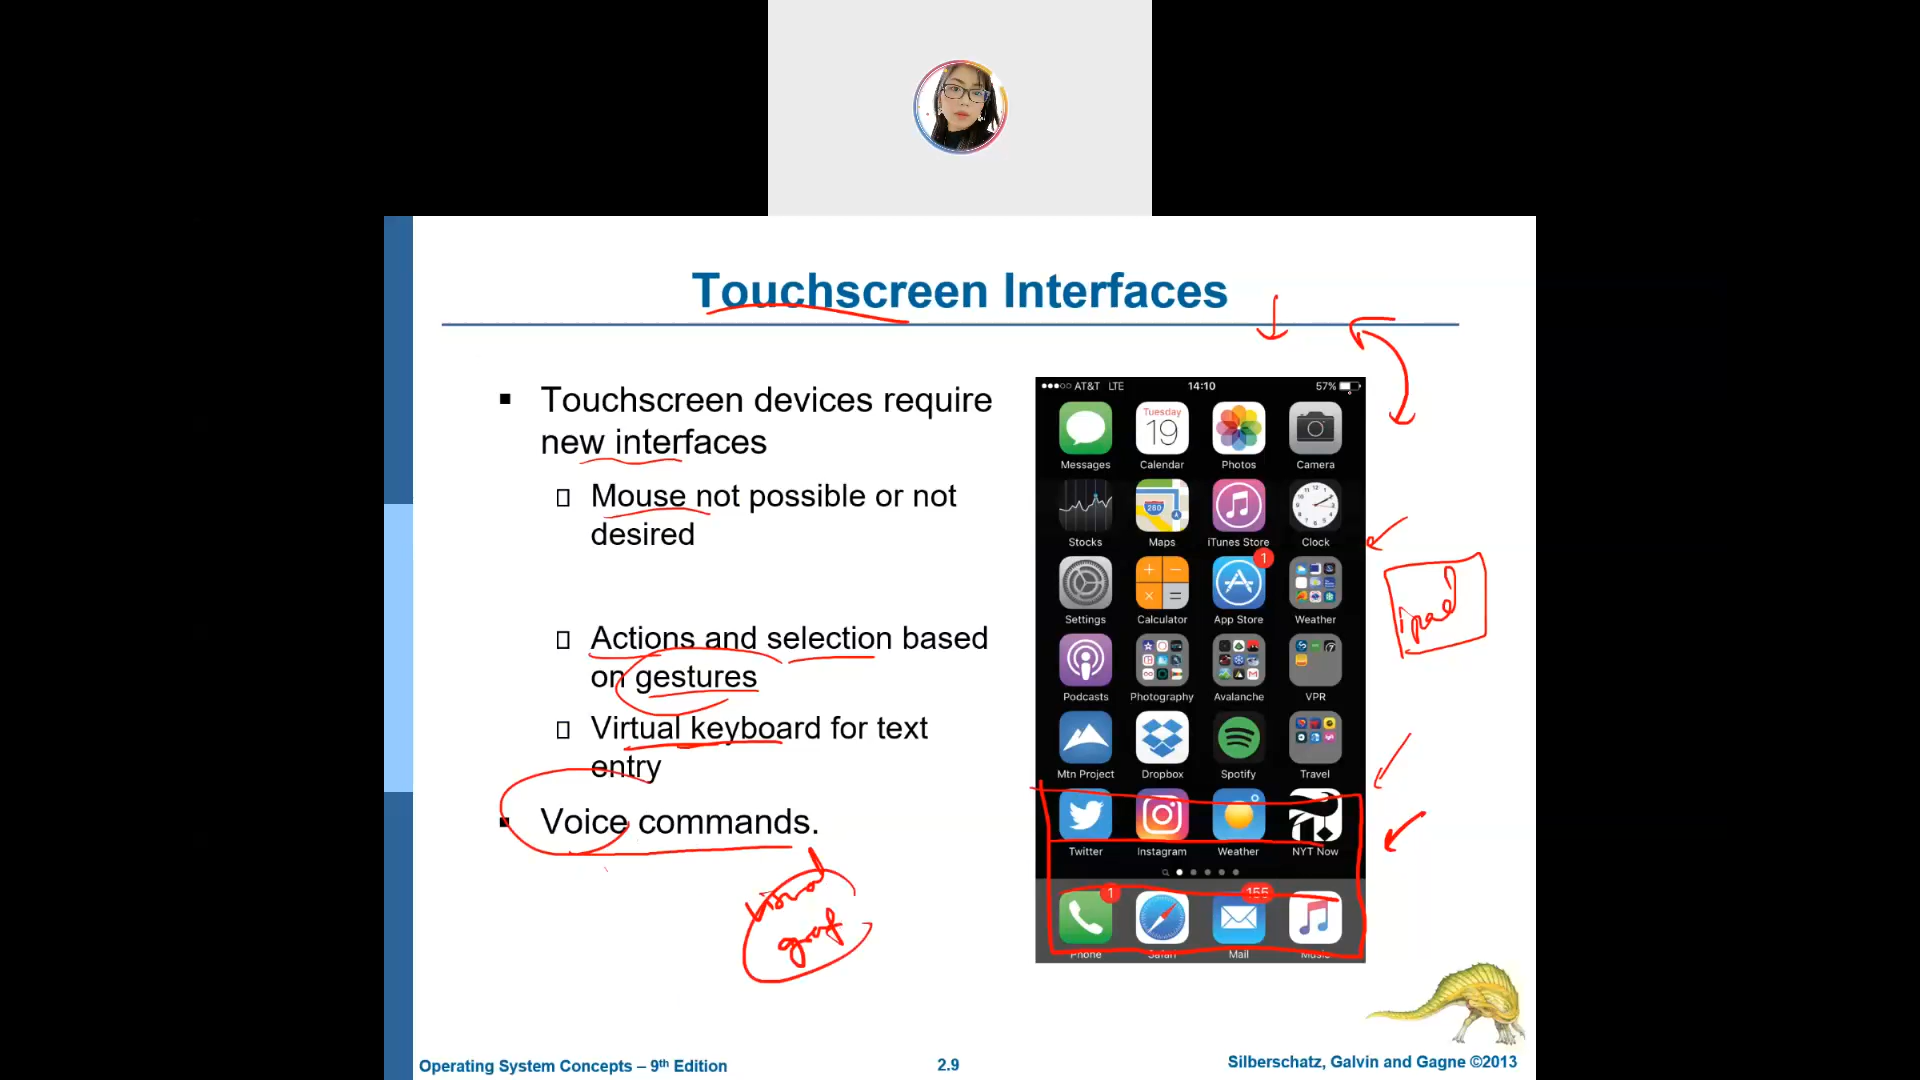 Touchscreen Interfaces
Touchscreen devices require
new interfaces
Mouse not possible or not
desired
Actions and selection based
on gestures
Virtual keyboard for text
entry
Voice commands.
AT&T LTE 14:10 57%
Tuesday
19
Messages Calendar Photos Camera
280
Stocks Maps iTunes Store Clock
1
Settings Calculator App Store Weather
Podcasts Photography Avalanche VPR
Mtn Project Dropbox Spotify Travel
Twitter Instagram Weather NYT Now
1 155
Phone Safari Mail Music
ipad
Operating System Concepts – 9th Edition
2.9
Silberschatz, Galvin and Gagne ©2013